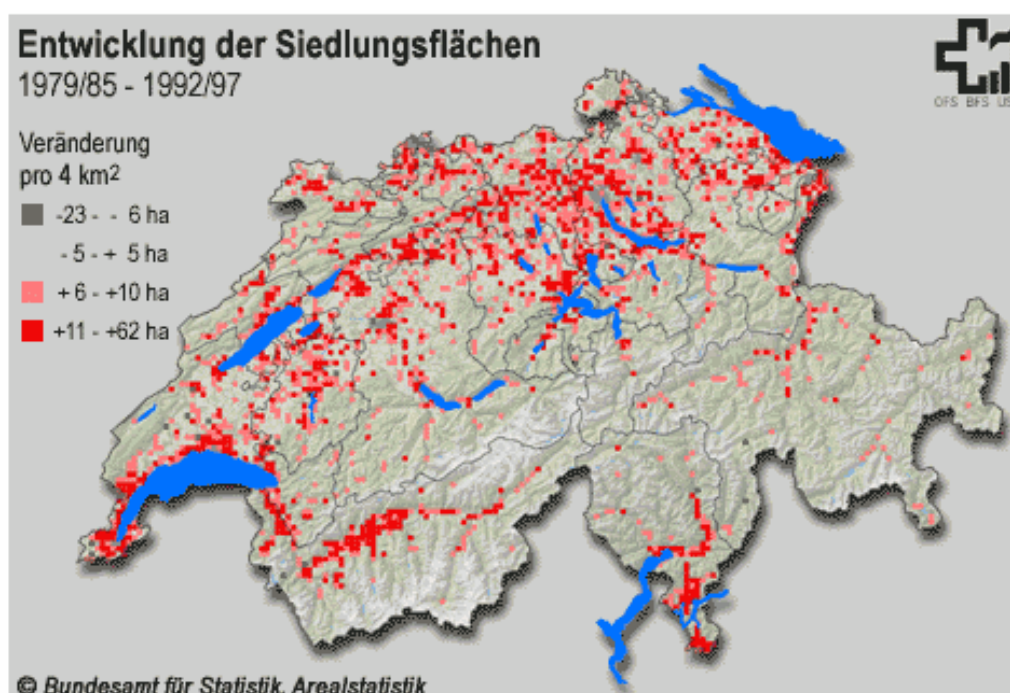 Entwicklung der Siedlungsflächen
1979/85 - 1992/97
OFS BFS
Veränderung
pro 4 km²
-23 - - 6 ha
- 5 - + 5 ha
+ 6 - +10 ha
+11 - +62 ha
© Bundesamt für Statistik, Arealstatistik